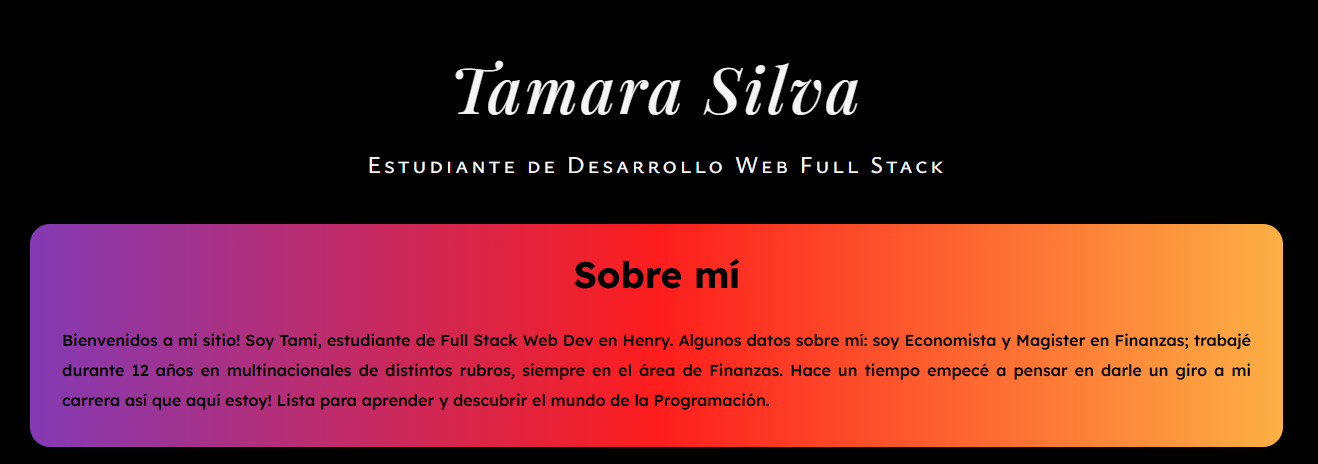 Tamara Silva
Estudiante de Desarrollo Web Full Stack
Sobre mí
Bienvenidos a mi sitio! Soy Tami, estudiante de Full Stack Web Dev en Henry. Algunos datos sobre mí: soy Economista y Magister en Finanzas; trabajé
durante 12 años en multinacionales de distintos rubros, siempre en el área de Finanzas. Hace un tiempo empecé a pensar en darle un giro a mi
carrera así que aquí estoy! Lista para aprender y descubrir el mundo de la Programación.